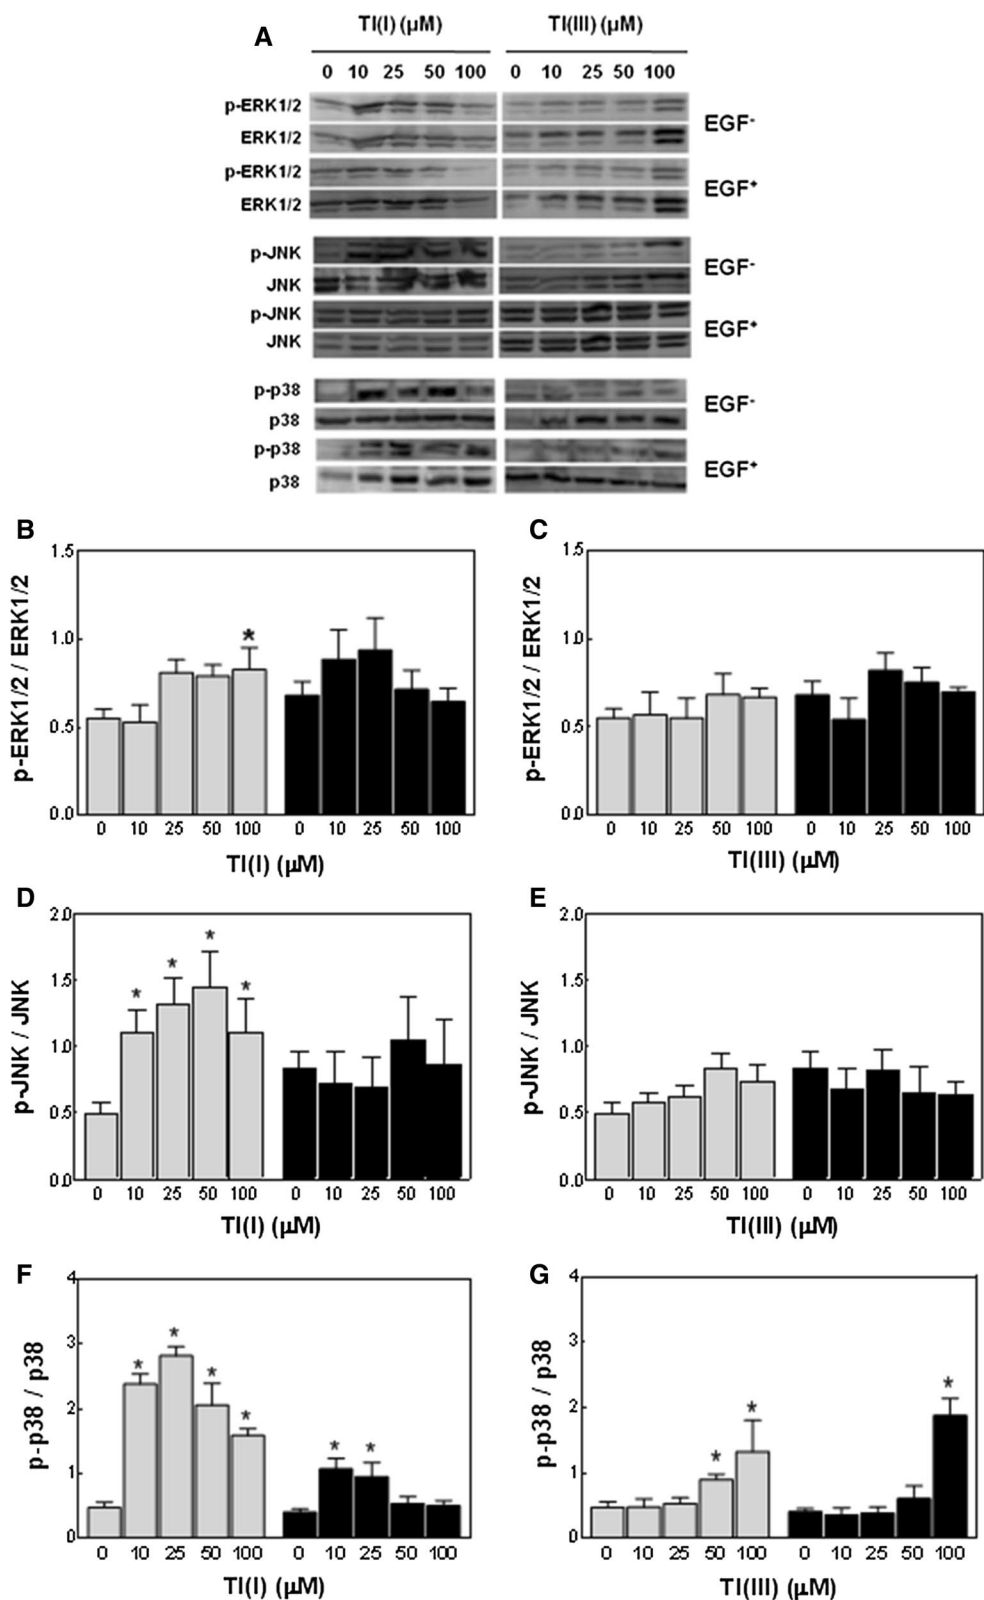 A
Tl(I) (µM) Tl(III) (µM)
0 10 25 50 100 0 10 25 50 100
p-ERK1/2
ERK1/2
EGF-
p-ERK1/2
ERK1/2
EGF+
p-JNK
JNK
EGF-
p-JNK
JNK
EGF+
p-p38
p38
EGF-
p-p38
p38
EGF+
B
p-ERK1/2 / ERK1/2
1.5
1.0
0.5
0.0
*
0 10 25 50 100 0 10 25 50 100
Tl(I) (µM)
C
p-ERK1/2 / ERK1/2
1.5
1.0
0.5
0.0
0 10 25 50 100 0 10 25 50 100
Tl(III) (µM)
D
p-JNK / JNK
2.0
1.5
1.0
0.5
0.0
* * * *
0 10 25 50 100 0 10 25 50 100
Tl(I) (µM)
E
p-JNK / JNK
2.0
1.5
1.0
0.5
0.0
0 10 25 50 100 0 10 25 50 100
Tl(III) (µM)
F
p-p38 / p38
4
3
2
1
0
* * * * * *
0 10 25 50 100 0 10 25 50 100
Tl(I) (µM)
G
p-p38 / p38
4
3
2
1
0
* * *
0 10 25 50 100 0 10 25 50 100
Tl(III) (µM)